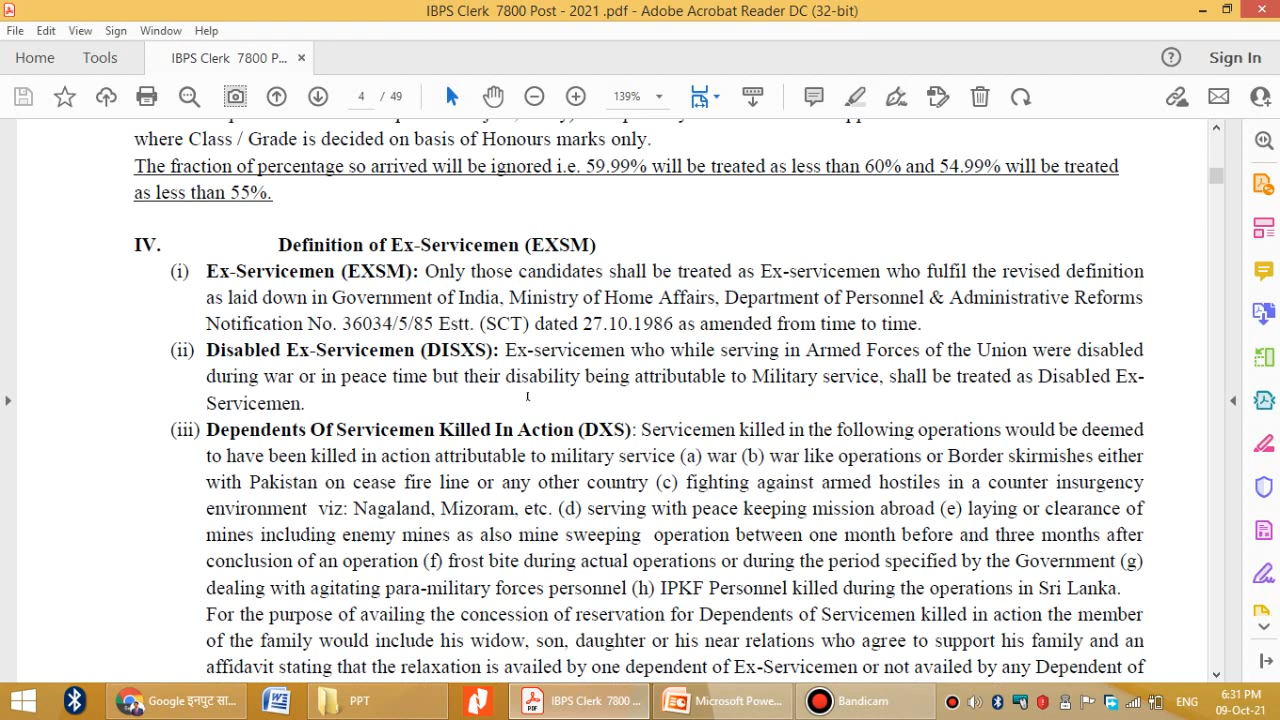 IBPS Clerk 7800 Post - 2021 .pdf - Adobe Acrobat Reader DC (32-bit)
File Edit View Sign Window Help
Home Tools IBPS Clerk 7800 P... × Sign In
4 / 49 139%
where Class / Grade is decided on basis of Honours marks only.
The fraction of percentage so arrived will be ignored i.e. 59.99% will be treated as less than 60% and 54.99% will be treated
as less than 55%.
IV. Definition of Ex-Servicemen (EXSM)
(i) Ex-Servicemen (EXSM): Only those candidates shall be treated as Ex-servicemen who fulfil the revised definition
as laid down in Government of India, Ministry of Home Affairs, Department of Personnel & Administrative Reforms
Notification No. 36034/5/85 Estt. (SCT) dated 27.10.1986 as amended from time to time.
(ii) Disabled Ex-Servicemen (DISXS): Ex-servicemen who while serving in Armed Forces of the Union were disabled
during war or in peace time but their disability being attributable to Military service, shall be treated as Disabled Ex-
Servicemen.
(iii) Dependents Of Servicemen Killed In Action (DXS): Servicemen killed in the following operations would be deemed
to have been killed in action attributable to military service (a) war (b) war like operations or Border skirmishes either
with Pakistan on cease fire line or any other country (c) fighting against armed hostiles in a counter insurgency
environment viz: Nagaland, Mizoram, etc. (d) serving with peace keeping mission abroad (e) laying or clearance of
mines including enemy mines as also mine sweeping operation between one month before and three months after
conclusion of an operation (f) frost bite during actual operations or during the period specified by the Government (g)
dealing with agitating para-military forces personnel (h) IPKF Personnel killed during the operations in Sri Lanka.
For the purpose of availing the concession of reservation for Dependents of Servicemen killed in action the member
of the family would include his widow, son, daughter or his near relations who agree to support his family and an
affidavit stating that the relaxation is availed by one dependent of Ex-Servicemen or not availed by any Dependent of
Google इनपुट सा... PPT IBPS Clerk 7800 ... Microsoft Powe... Bandicam ENG 6:31 PM
09-Oct-21